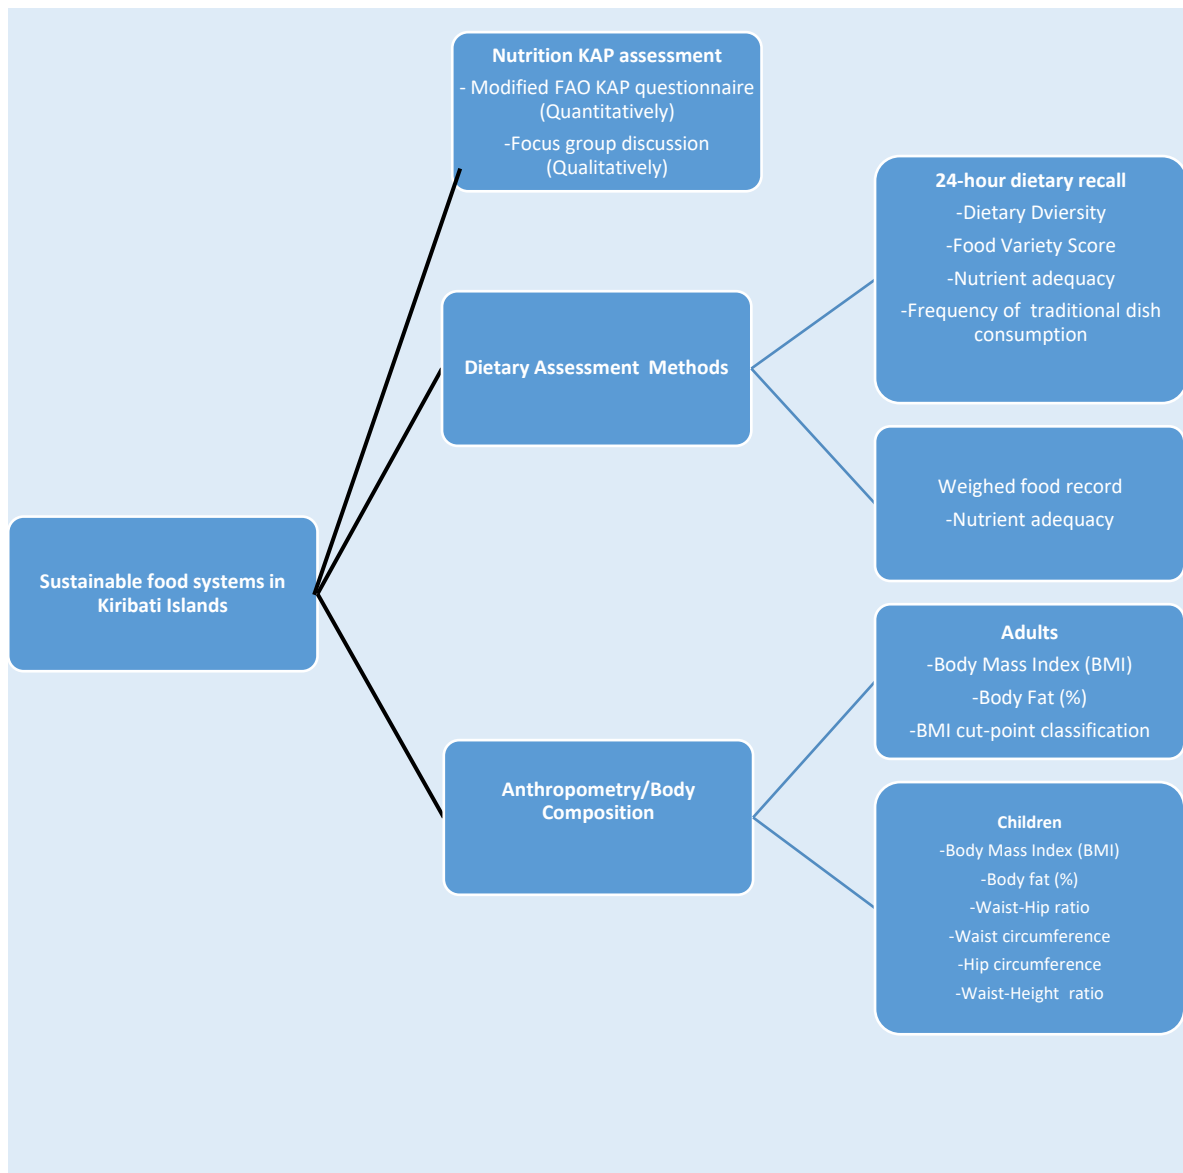 Nutrition KAP assessment
- Modified FAO KAP questionnaire
(Quantitatively)
-Focus group discussion
(Qualitatively)
24-hour dietary recall
-Dietary Dviersity
-Food Variety Score
-Nutrient adequacy
-Frequency of traditional dish
consumption
Dietary Assessment Methods
Weighed food record
-Nutrient adequacy
Sustainable food systems in
Kiribati Islands
Adults
-Body Mass Index (BMI)
-Body Fat (%)
-BMI cut-point classification
Anthropometry/Body
Composition
Children
-Body Mass Index (BMI)
-Body fat (%)
-Waist-Hip ratio
-Waist circumference
-Hip circumference
-Waist-Height ratio